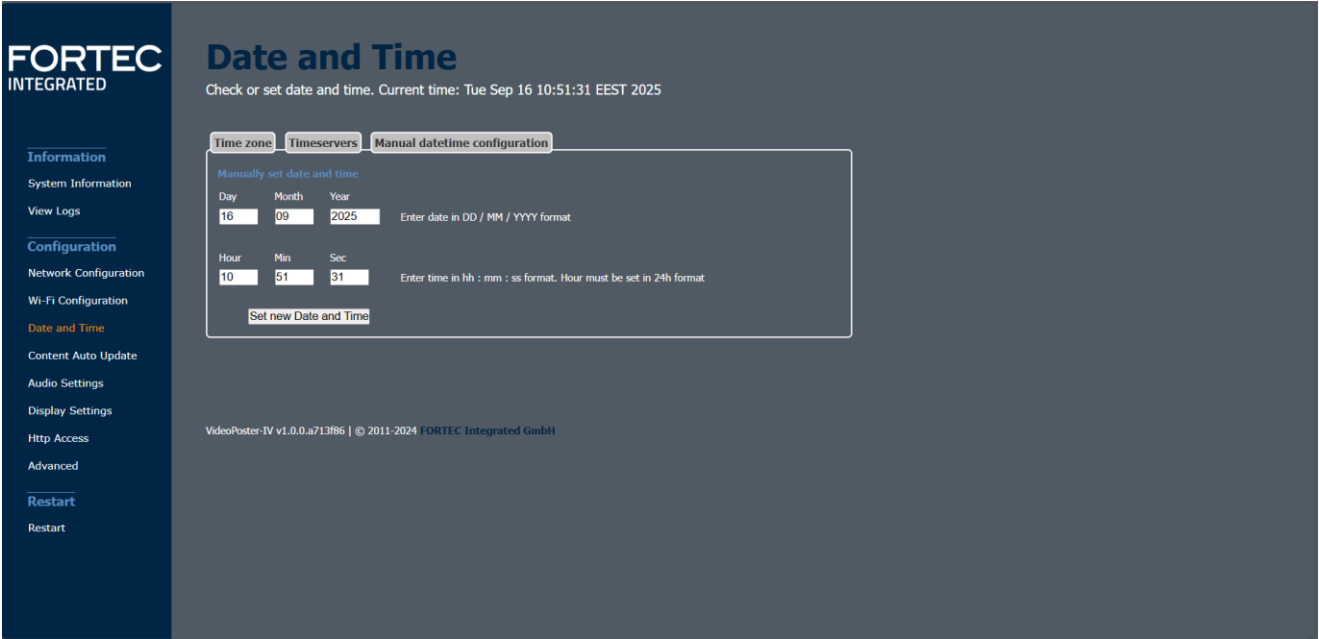 FORTEC
INTEGRATED
Information
System Information
View Logs
Configuration
Network Configuration
Wi-Fi Configuration
Date and Time
Content Auto Update
Audio Settings
Display Settings
Http Access
Advanced
Restart
Restart
Date and Time
Check or set date and time. Current time: Tue Sep 16 10:51:31 EEST 2025
Time zone Timeservers Manual datetime configuration
Manually set date and time
Day Month Year
16 09 2025 Enter date in DD / MM / YYYY format
Hour Min Sec
10 51 31 Enter time in hh : mm : ss format. Hour must be set in 24h format
Set new Date and Time
VideoPoster-IV v1.0.0.a713f86 | © 2011-2024 FORTEC Integrated GmbH